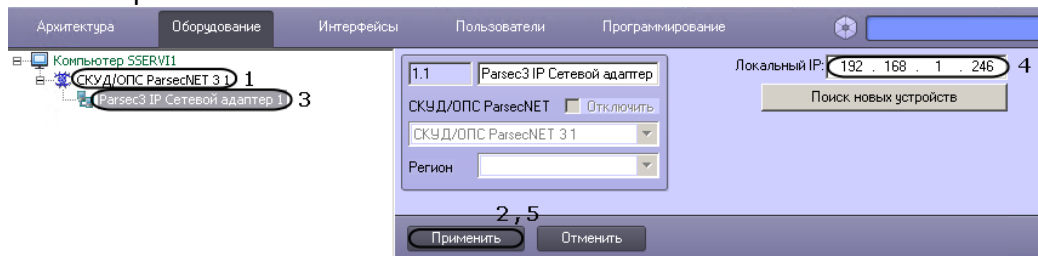 Архитектура Оборудование Интерфейсы Пользователи Программирование
Компьютер SSERVI1
СКУД/ОПС ParsecNET 3 1 1
Parsec3 IP Сетевой адаптер 1 3
1.1 Parsec3 IP Сетевой адаптер
СКУД/ОПС ParsecNET Отключить
СКУД/ОПС ParsecNET 3 1
Регион
Локальный IP: 192 . 168 . 1 . 246 4
Поиск новых устройств
2,5
Применить Отменить